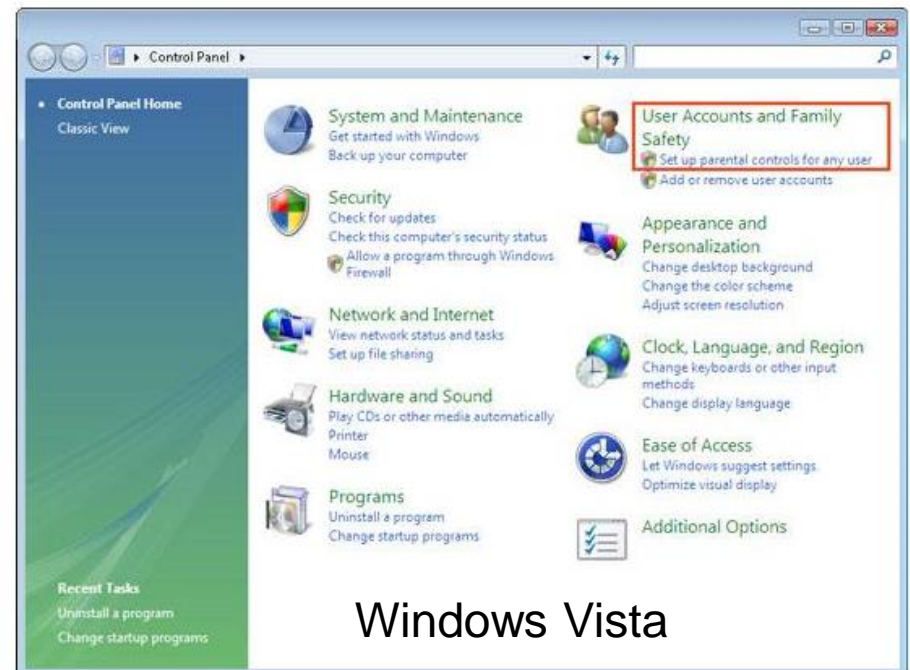 Control Panel
Control Panel Home
Classic View
System and Maintenance
Get started with Windows
Back up your computer
Security
Check for updates
Check this computer's security status
Allow a program through Windows
Firewall
Network and Internet
View network status and tasks
Set up file sharing
Hardware and Sound
Play CDs or other media automatically
Printer
Mouse
Programs
Uninstall a program
Change startup programs
User Accounts and Family
Safety
Set up parental controls for any user
Add or remove user accounts
Appearance and
Personalization
Change desktop background
Change the color scheme
Adjust screen resolution
Clock, Language, and Region
Change keyboards or other input
methods
Change display language
Ease of Access
Let Windows suggest settings
Optimize visual display
Additional Options
Recent Tasks
Uninstall a program
Change startup programs
Windows Vista